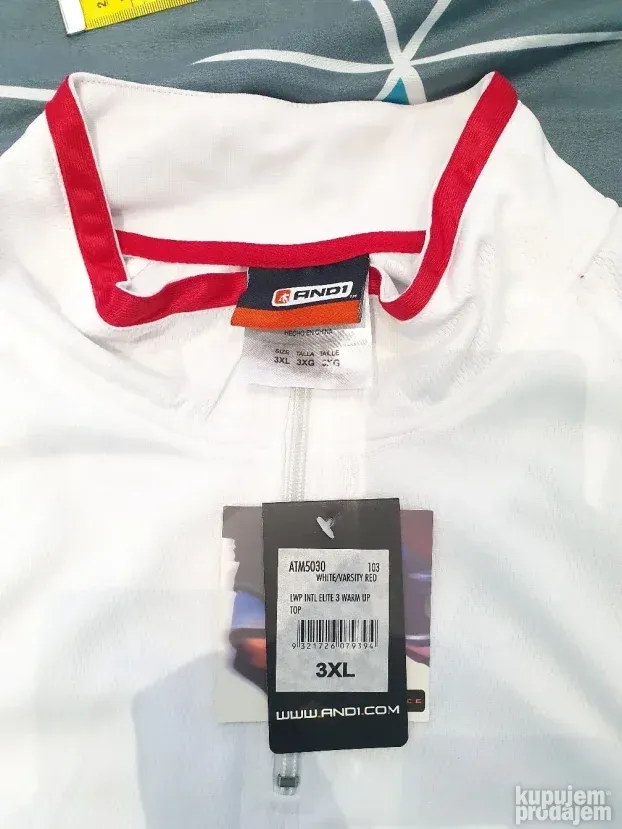 AND1
HECHO EN CHINA
SIZE TALLA TAILLE
3XL 3XG 3XG
ATM5030 103
WHITE/VARSITY RED
LWP INTL ELITE 3 WARM UP
TOP
9 321726 079394
3XL
WWW.AND1.COM
kupujem
prodajem